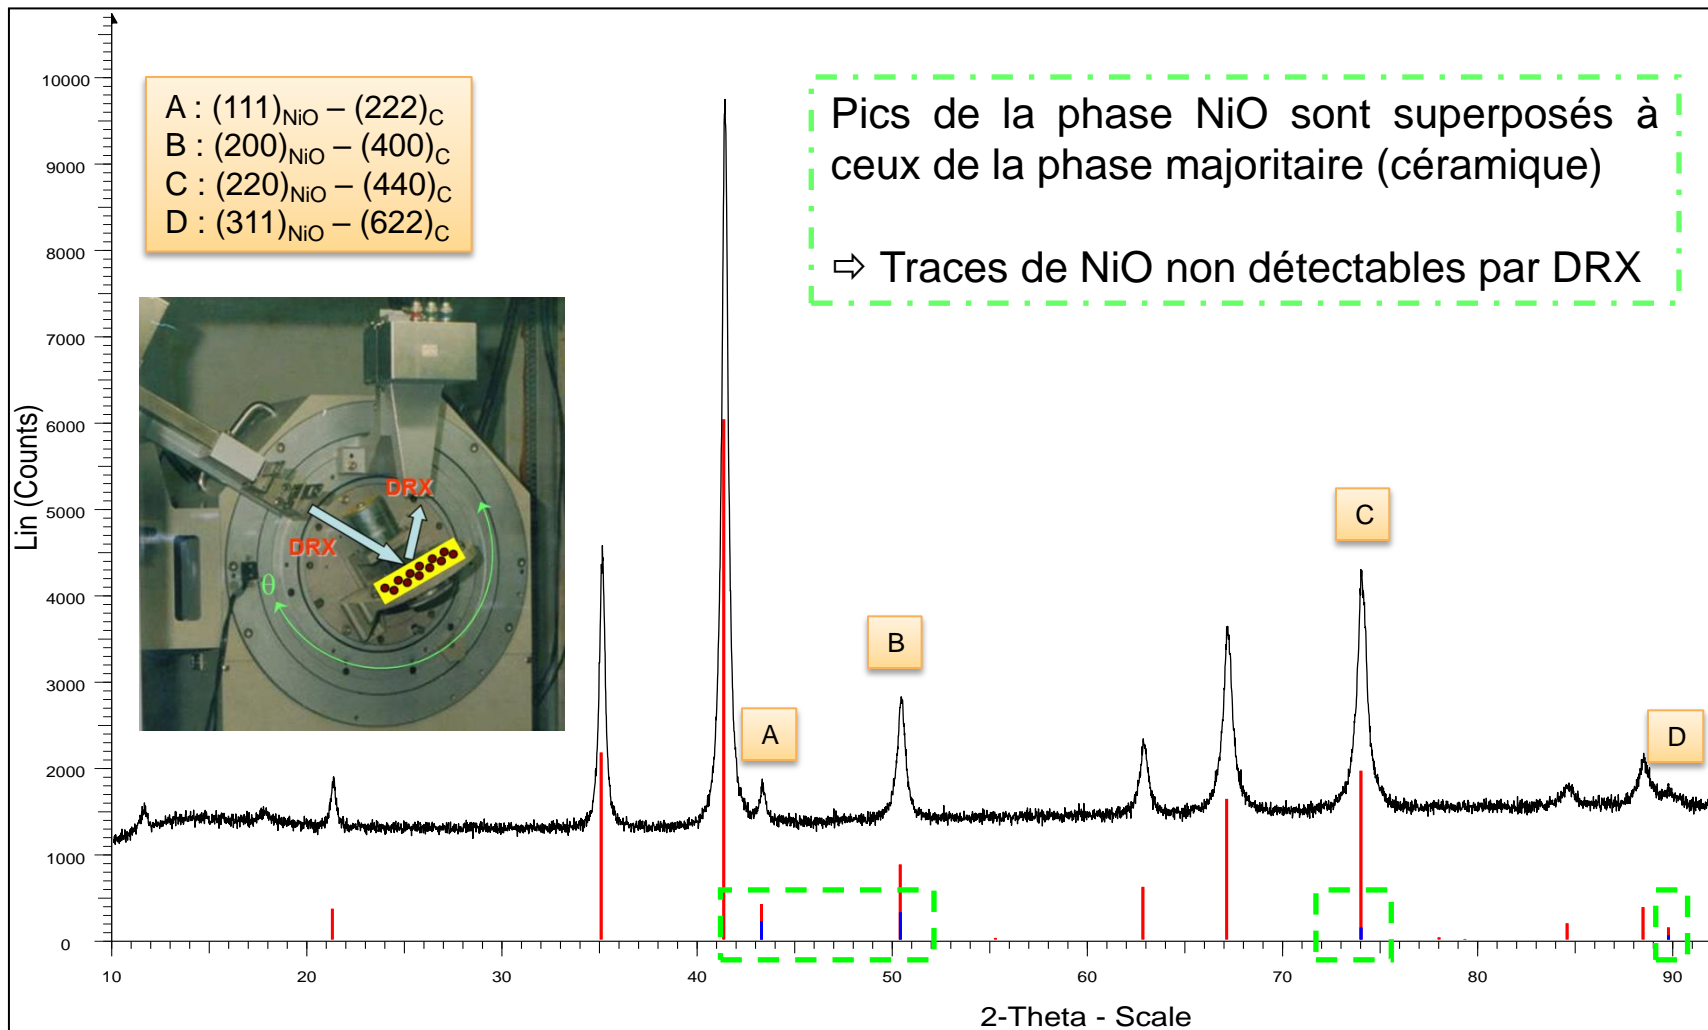 10000
9000
8000
7000
6000
5000
4000
3000
2000
1000
0
Lin (Counts)
A : (111)NiO – (222)C
B : (200)NiO – (400)C
C : (220)NiO – (440)C
D : (311)NiO – (622)C
Pics de la phase NiO sont superposés à
ceux de la phase majoritaire (céramique)
⇨ Traces de NiO non détectables par DRX
DRX
DRX
θ
A
B
C
D
10 20 30 40 50 60 70 80 90
2-Theta - Scale